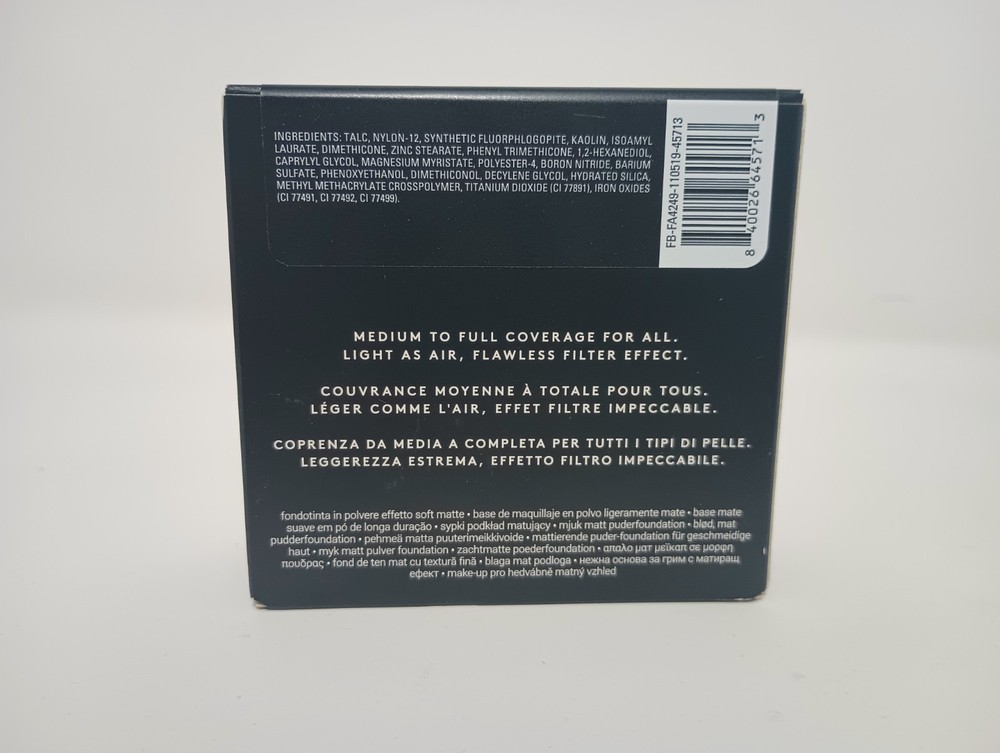 INGREDIENTS: TALC, NYLON-12, SYNTHETIC FLUORPHLOGOPITE, KAOLIN, ISOAMYL
LAURATE, DIMETHICONE, ZINC STEARATE, PHENYL TRIMETHICONE, 1,2-HEXANEDIOL,
CAPRYLYL GLYCOL, MAGNESIUM MYRISTATE, POLYESTER-4, BORON NITRIDE, BARIUM
SULFATE, PHENOXYETHANOL, DIMETHICONOL, DECYLENE GLYCOL, HYDRATED SILICA,
METHYL METHACRYLATE CROSSPOLYMER, TITANIUM DIOXIDE (CI 77891), IRON OXIDES
(CI 77491, CI 77492, CI 77499).
FB-FA4249-110519-45713
8 40026 64571 3
MEDIUM TO FULL COVERAGE FOR ALL.
LIGHT AS AIR, FLAWLESS FILTER EFFECT.
COUVRANCE MOYENNE À TOTALE POUR TOUS.
LÉGER COMME L'AIR, EFFET FILTRE IMPECCABLE.
COPRENZA DA MEDIA A COMPLETA PER TUTTI I TIPI DI PELLE.
LEGGEREZZA ESTREMA, EFFETTO FILTRO IMPECCABILE.
fondotinta in polvere effetto soft matte • base de maquillaje en polvo ligeramente mate • base mate
suave em pó de longa duração • sypki podkład matujący • mjuk matt puderfoundation • blød, mat
pudderfoundation • pehmeä matta puuterimeikkivoide • mattierende puder-foundation für geschmeidige
haut • myk matt pulver foundation • zachtmatte poederfoundation • απαλο ματ μεϊκαπ σε μορφη
πουδρας • fond de ten mat cu textură fină • blaga mat podloga • нежна основа за грим с матиращ
ефект • make-up pro hedvábně matný vzhled